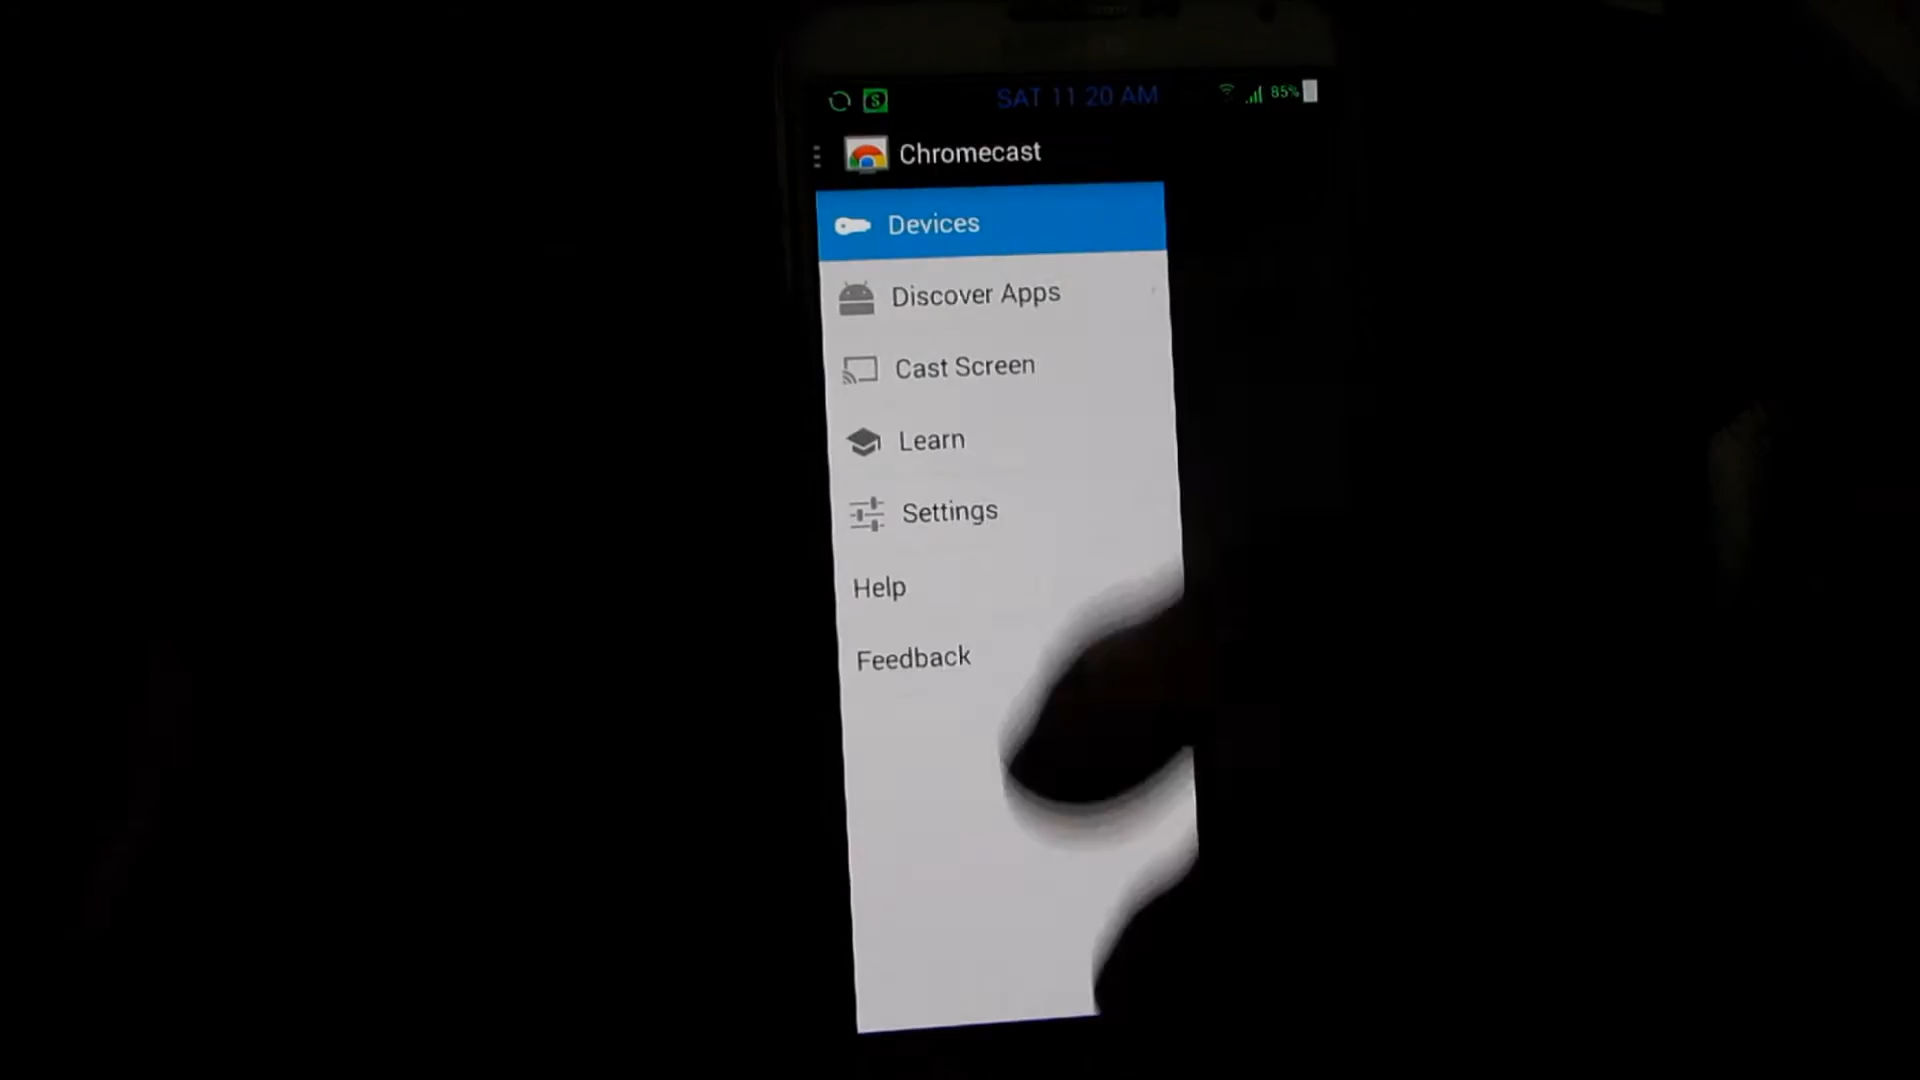 SAT 11 20 AM 85%
Chromecast
Devices
Discover Apps
Cast Screen
Learn
Settings
Help
Feedback